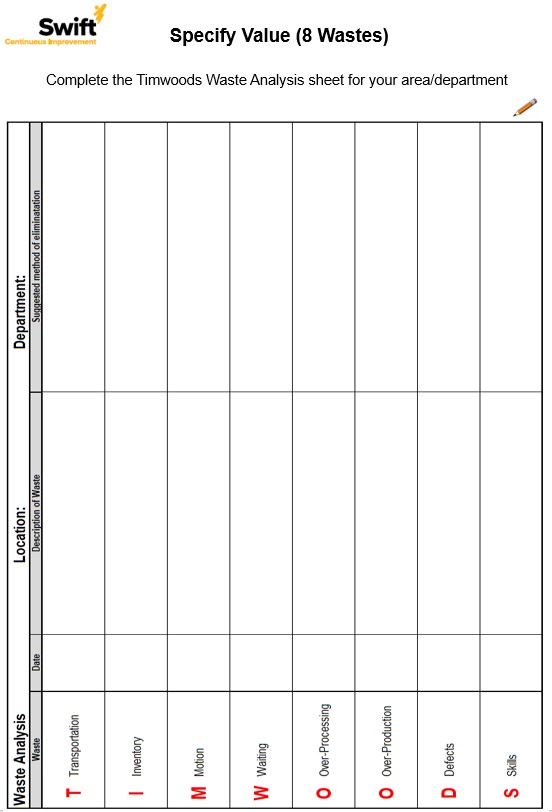 Swift
Continuous Improvement
Specify Value (8 Wastes)
Complete the Timwoods Waste Analysis sheet for your area/department
Waste Analysis Location: Department:
Waste Date Description of Waste Suggested method of eliminatation
T Transportation
I Inventory
M Motion
W Waiting
O Over-Processing
O Over-Production
D Defects
S Skills